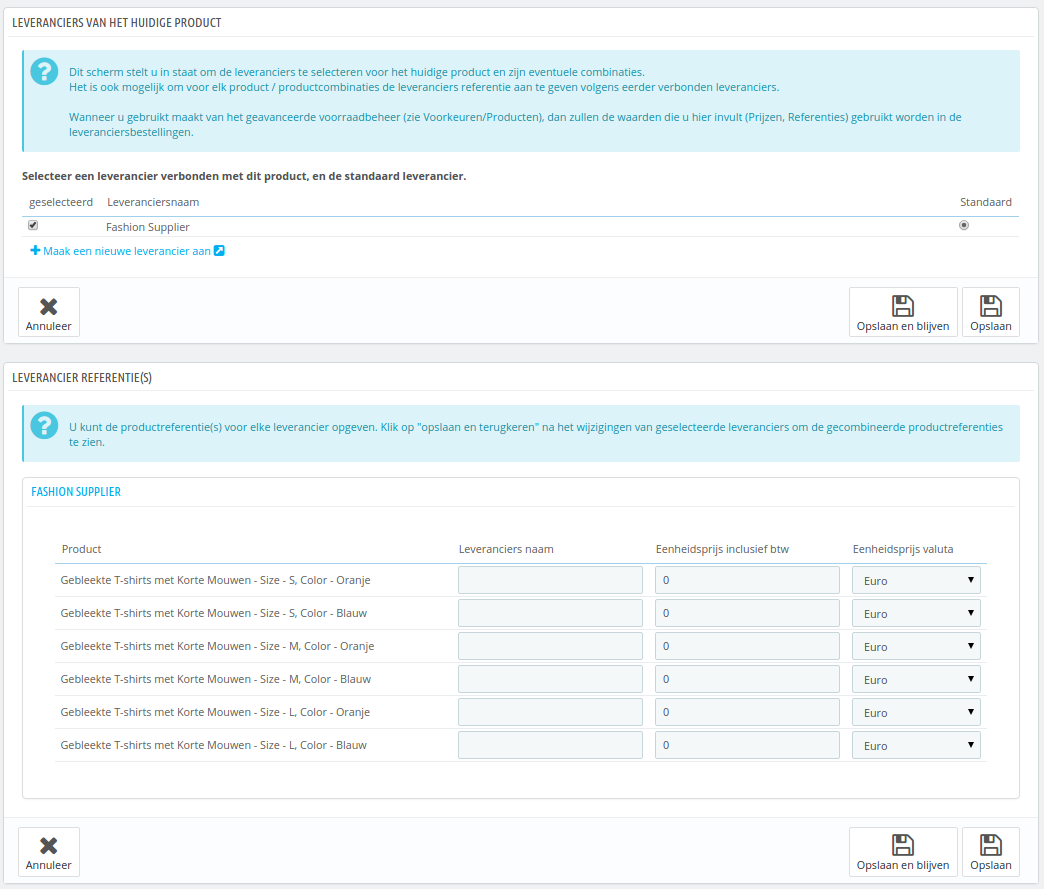 LEVERANCIERS VAN HET HUIDIGE PRODUCT
Dit scherm stelt u in staat om de leveranciers te selecteren voor het huidige product en zijn eventuele combinaties.
Het is ook mogelijk om voor elk product / productcombinaties de leveranciers referentie aan te geven volgens eerder verbonden leveranciers.
Wanneer u gebruikt maakt van het geavanceerde voorraadbeheer (zie Voorkeuren/Producten), dan zullen de waarden die u hier invult (Prijzen, Referenties) gebruikt worden in de
leveranciersbestellingen.
Selecteer een leverancier verbonden met dit product, en de standaard leverancier.
geselecteerd Leveranciersnaam Standaard
Fashion Supplier
Maak een nieuwe leverancier aan
Annuleer Opslaan en blijven Opslaan
LEVERANCIER REFERENTIE(S)
U kunt de productreferentie(s) voor elke leverancier opgeven. Klik op "opslaan en terugkeren" na het wijzigingen van geselecteerde leveranciers om de gecombineerde productreferenties
te zien.
FASHION SUPPLIER
Product Leveranciers naam Eenheidsprijs inclusief btw Eenheidsprijs valuta
Gebleekte T-shirts met Korte Mouwen - Size - S, Color - Oranje 0 Euro
Gebleekte T-shirts met Korte Mouwen - Size - S, Color - Blauw 0 Euro
Gebleekte T-shirts met Korte Mouwen - Size - M, Color - Oranje 0 Euro
Gebleekte T-shirts met Korte Mouwen - Size - M, Color - Blauw 0 Euro
Gebleekte T-shirts met Korte Mouwen - Size - L, Color - Oranje 0 Euro
Gebleekte T-shirts met Korte Mouwen - Size - L, Color - Blauw 0 Euro
Annuleer Opslaan en blijven Opslaan